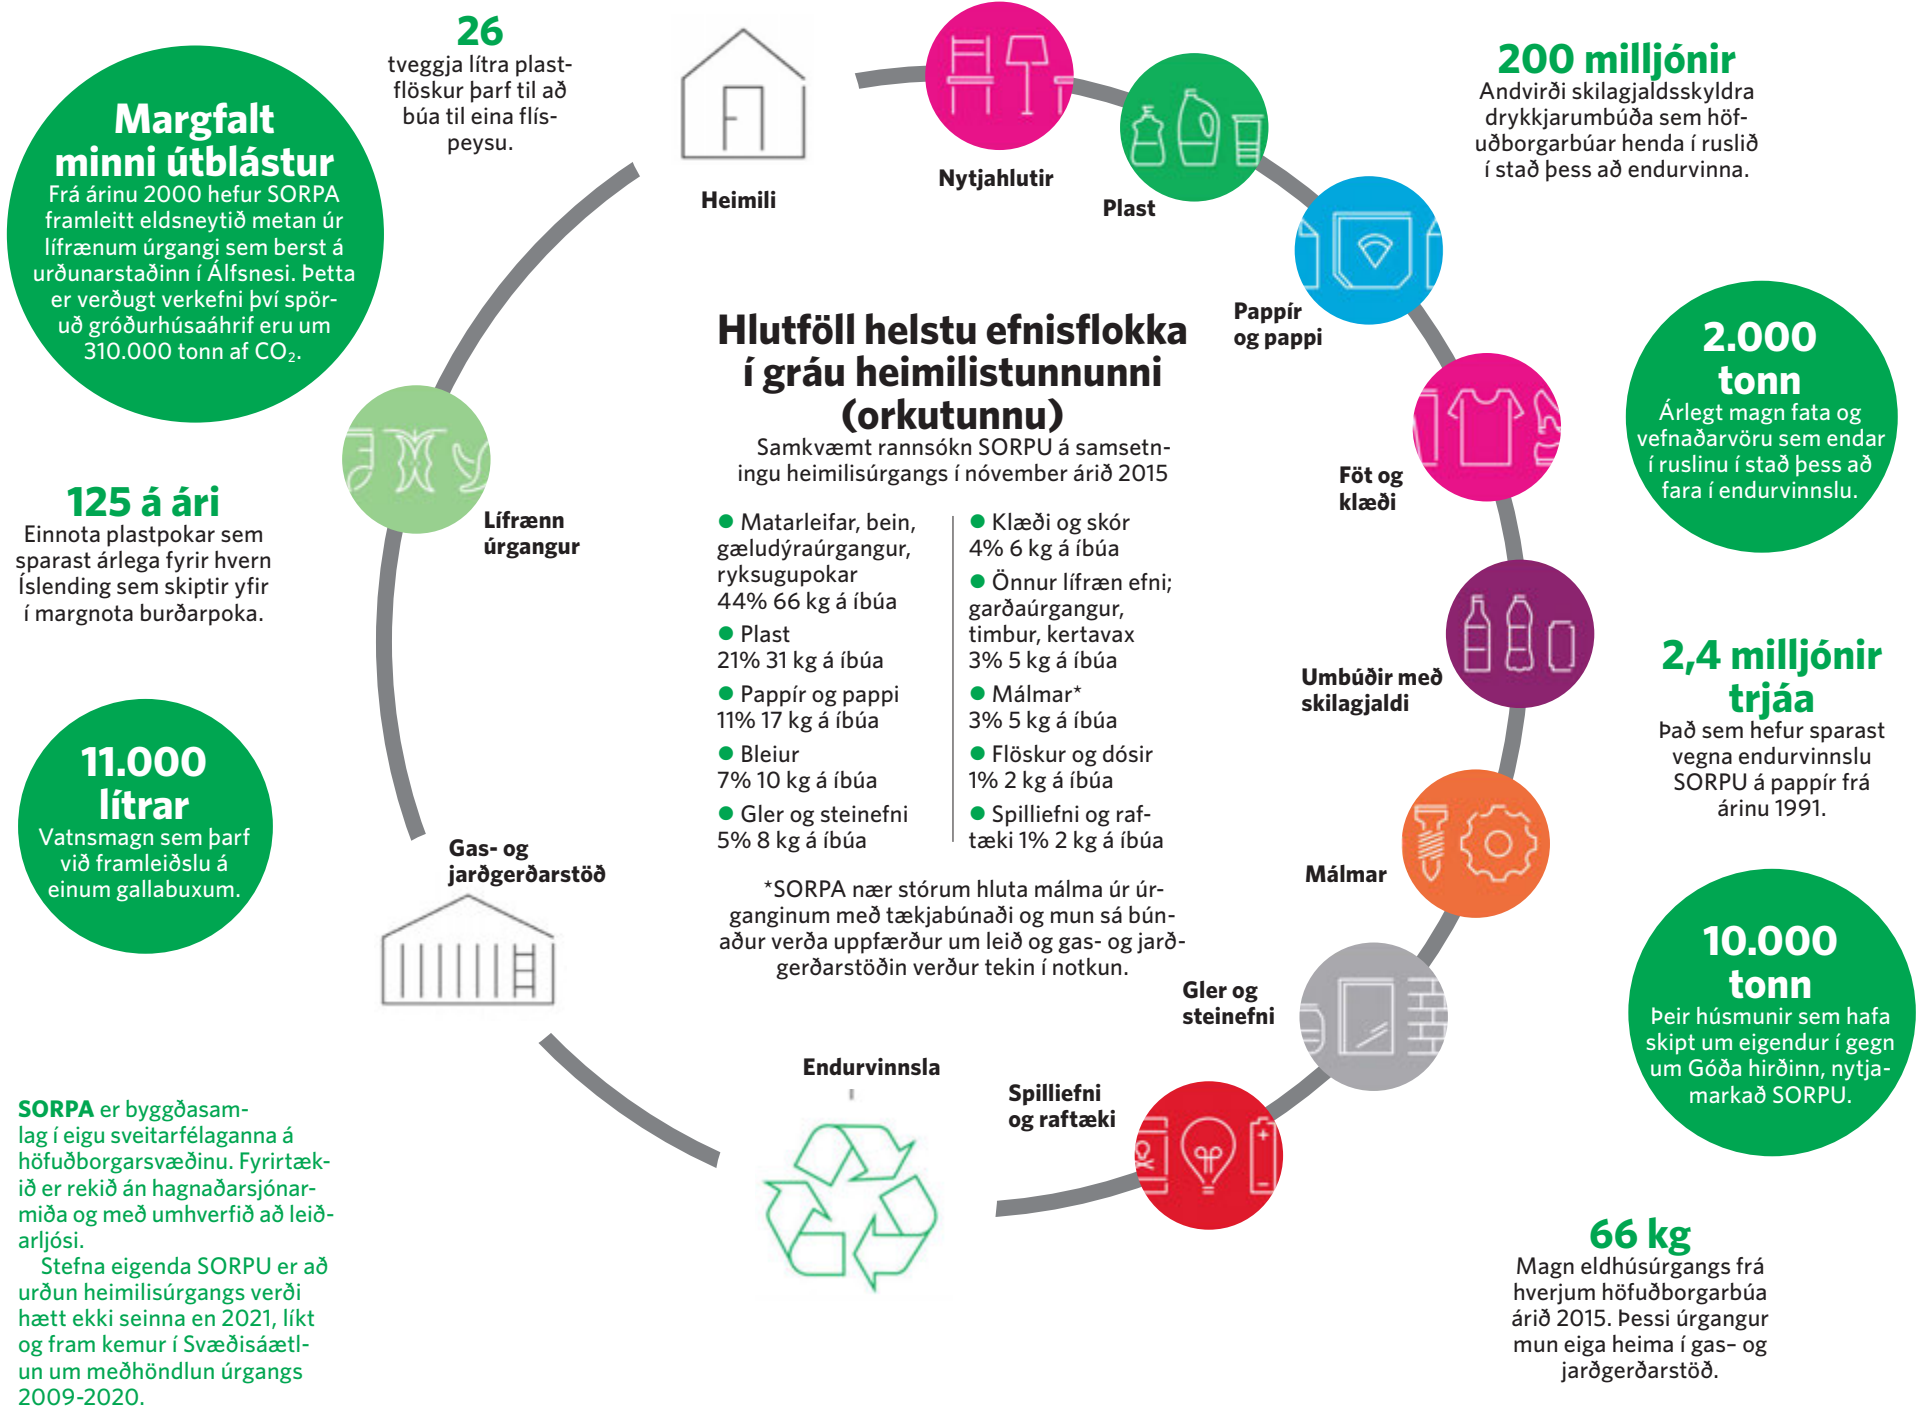 Margfalt
minni útblástur
Frá árinu 2000 hefur SORPA
framleitt eldsneytið metan úr
lífrænum úrgangi sem berst á
urðunarstaðinn í Álfsnesi. Þetta
er verðugt verkefni því spör-
uð gróðurhúsaáhrif eru um
310.000 tonn af CO₂.
26
tveggja lítra plast-
flöskur þarf til að
búa til eina flís-
peysu.
125 á ári
Einnota plastpokar sem
sparast árlega fyrir hvern
Íslending sem skiptir yfir
í margnota burðarpoka.
11.000
lítrar
Vatnsmagn sem þarf
við framleiðslu á
einum gallabuxum.
SORPA er byggðasam-
lag í eigu sveitarfélaganna á
höfuðborgarsvæðinu. Fyrirtæk-
ið er rekið án hagnaðarsjónar-
miða og með umhverfið að leið-
arljósi.
Stefna eigenda SORPU er að
urðun heimilisúrgangs verði
hætt ekki seinna en 2021, líkt
og fram kemur í Svæðisáætl-
un um meðhöndlun úrgangs
2009-2020.
Heimili
Nytjahlutir
Plast
Pappír
og pappi
Föt og
klæði
Umbúðir með
skilagjaldi
Málmar
Gler og
steinefni
Spilliefni
og raftæki
Endurvinnsla
Gas- og
jarðgerðarstöð
Lífrænn
úrgangur
Hlutföll helstu efnisflokka
í gráu heimilistunnunni
(orkutunnu)
Samkvæmt rannsókn SORPU á samsetn-
ingu heimilisúrgangs í nóvember árið 2015
● Matarleifar, bein,
gæludýraúrgangur,
ryksugupokar
44% 66 kg á íbúa
● Plast
21% 31 kg á íbúa
● Pappír og pappi
11% 17 kg á íbúa
● Bleiur
7% 10 kg á íbúa
● Gler og steinefni
5% 8 kg á íbúa
● Klæði og skór
4% 6 kg á íbúa
● Önnur lífræn efni;
garðaúrgangur,
timbur, kertavax
3% 5 kg á íbúa
● Málmar*
3% 5 kg á íbúa
● Flöskur og dósir
1% 2 kg á íbúa
● Spilliefni og raf-
tæki 1% 2 kg á íbúa
*SORPA nær stórum hluta málma úr úr-
ganginum með tækjabúnaði og mun sá bún-
aður verða uppfærður um leið og gas- og jarð-
gerðarstöðin verður tekin í notkun.
200 milljónir
Andvirði skilagjaldsskyldra
drykkjarumbúða sem höf-
uðborgarbúar henda í ruslið
í stað þess að endurvinna.
2.000
tonn
Árlegt magn fata og
vefnaðarvöru sem endar
í ruslinu í stað þess að
fara í endurvinnslu.
2,4 milljónir
trjáa
Það sem hefur sparast
vegna endurvinnslu
SORPU á pappír frá
árinu 1991.
10.000
tonn
Þeir húsmunir sem hafa
skipt um eigendur í gegn
um Góða hirðinn, nytja-
markað SORPU.
66 kg
Magn eldhúsúrgangs frá
hverjum höfuðborgarbúa
árið 2015. Þessi úrgangur
mun eiga heima í gas– og
jarðgerðarstöð.